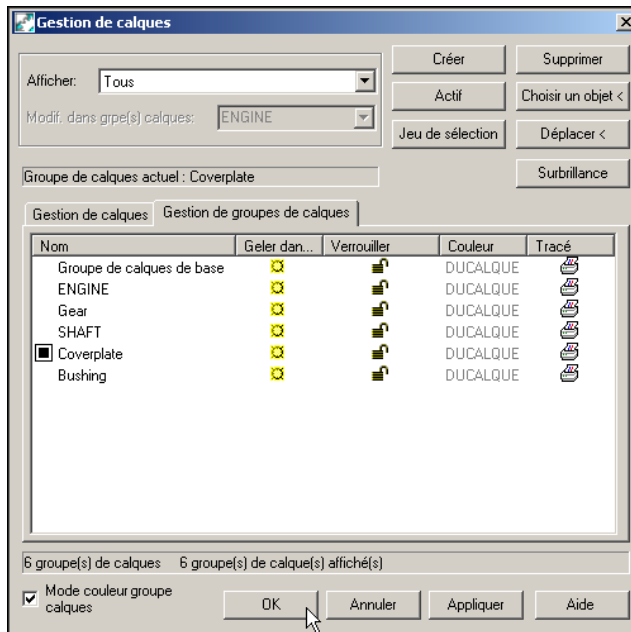 Gestion de calques
Afficher: Tous
Modif. dans grpe(s) calques: ENGINE
Créer Supprimer
Actif Choisir un objet <
Jeu de sélection Déplacer <
Surbrillance
Groupe de calques actuel : Coverplate
Gestion de calques Gestion de groupes de calques
Nom Geler dan... Verrouiller Couleur Tracé
Groupe de calques de base DUCALQUE
ENGINE DUCALQUE
Gear DUCALQUE
SHAFT DUCALQUE
Coverplate DUCALQUE
Bushing DUCALQUE
6 groupe(s) de calques 6 groupe(s) de calque(s) affiché(s)
Mode couleur groupe
calques
OK Annuler Appliquer Aide